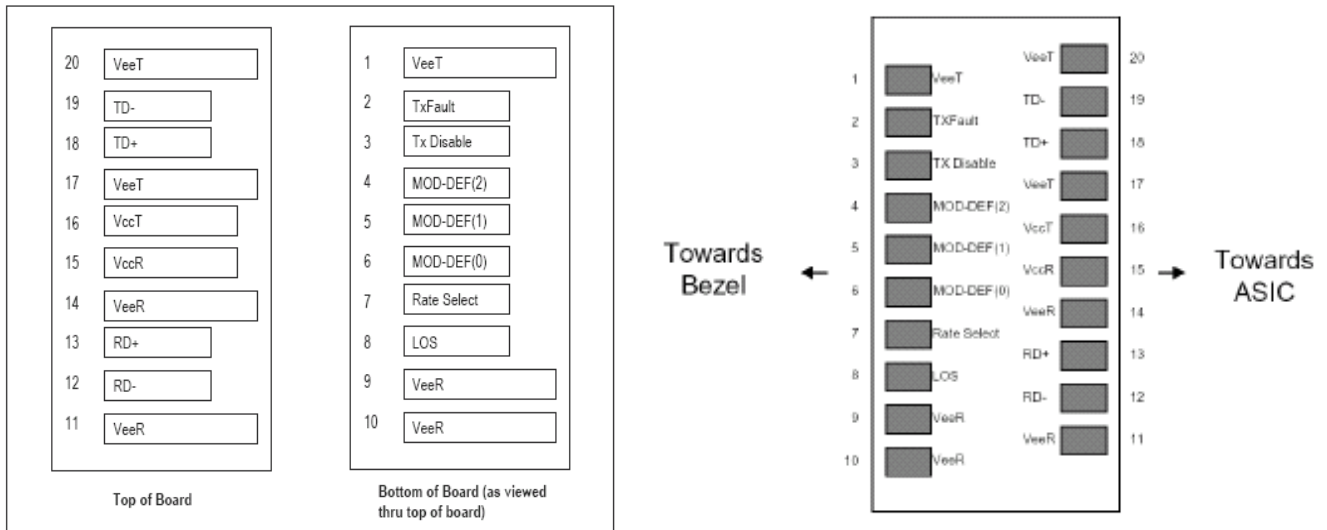 20 VeeT
19 TD-
18 TD+
17 VeeT
16 VccT
15 VccR
14 VeeR
13 RD+
12 RD-
11 VeeR
Top of Board
1 VeeT
2 TxFault
3 Tx Disable
4 MOD-DEF(2)
5 MOD-DEF(1)
6 MOD-DEF(0)
7 Rate Select
8 LOS
9 VeeR
10 VeeR
Bottom of Board (as viewed
thru top of board)
Towards
Bezel
1 VeeT
2 TXFault
3 TX Disable
4 MOD-DEF(2)
5 MOD-DEF(1)
6 MOD-DEF(0)
7 Rate Select
8 LOS
9 VeeR
10 VeeR
VeeT 20
TD- 19
TD+ 18
VeeT 17
VccT 16
VccR 15
VeeR 14
RD+ 13
RD- 12
VeeR 11
Towards
ASIC